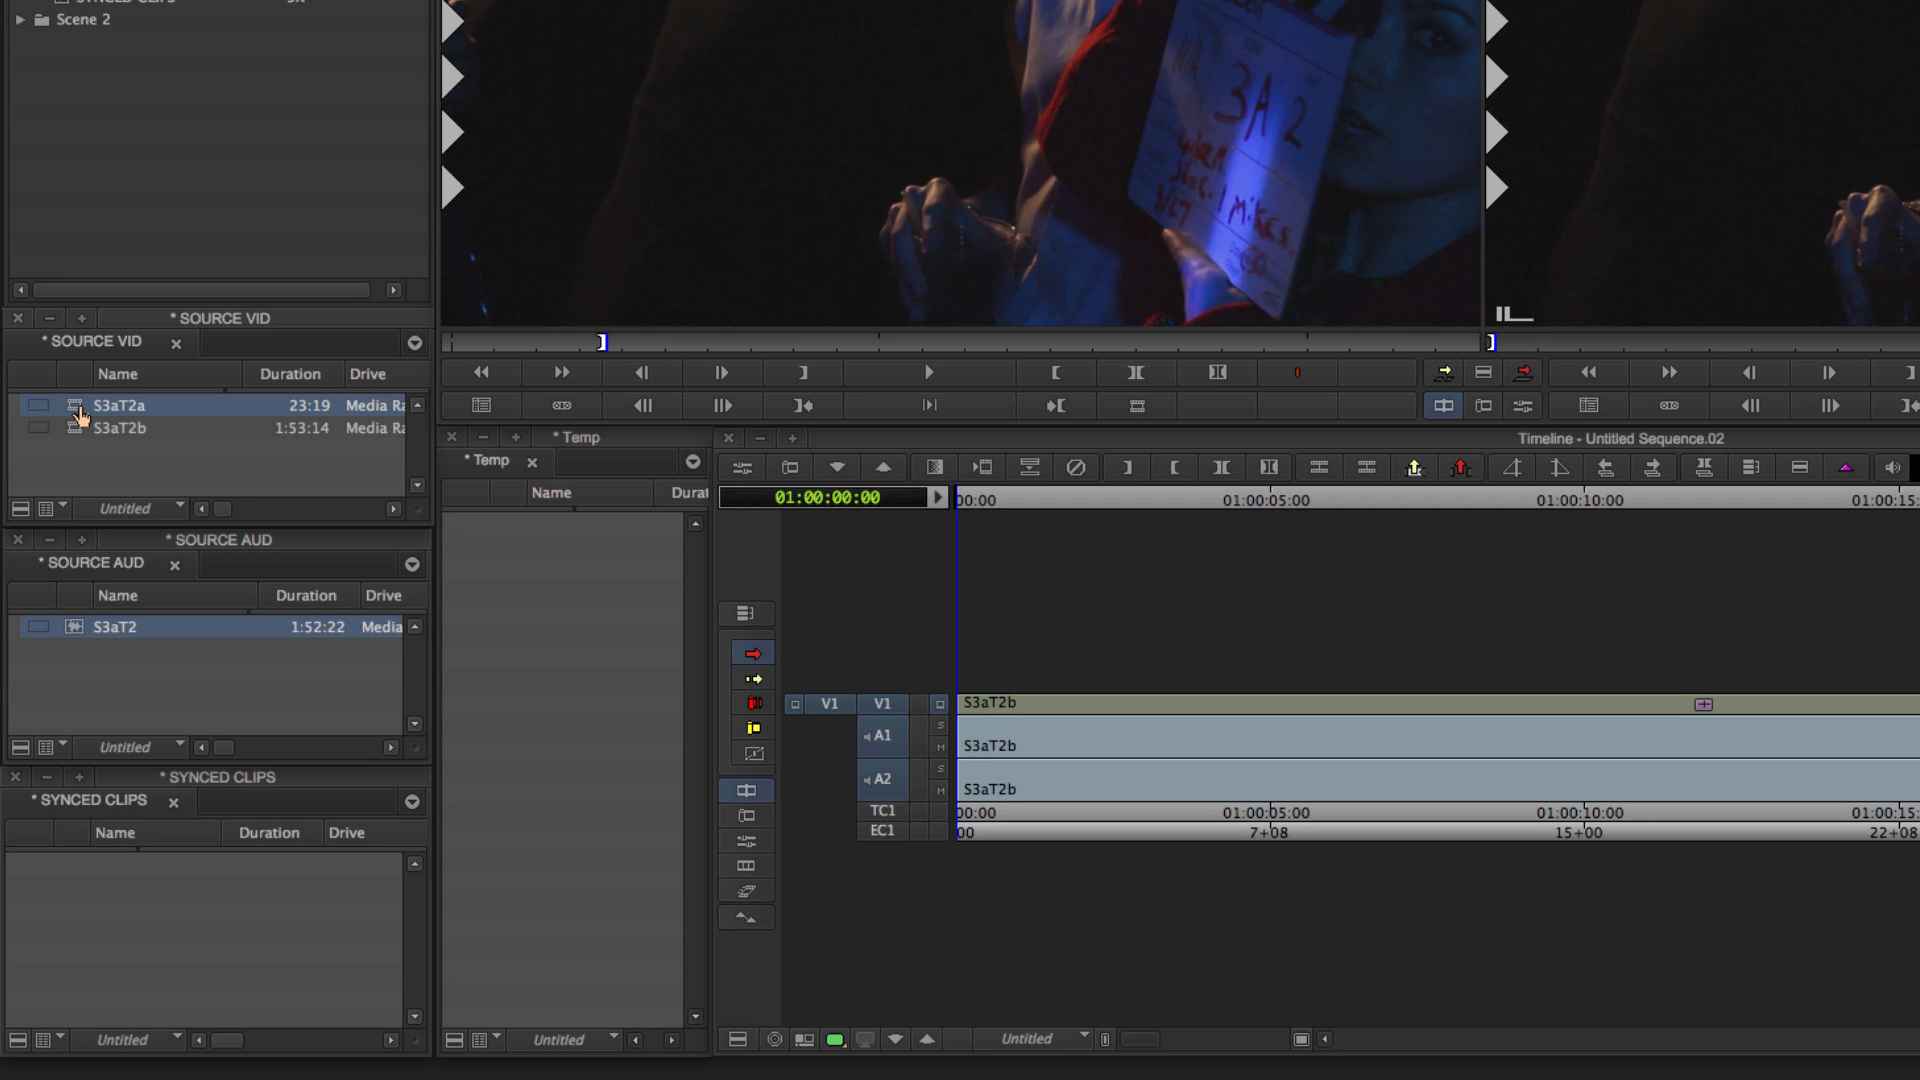 SYNCED CLIPS
Scene 2
3A 2
* SOURCE VID
* SOURCE VID
Name Duration Drive
S3aT2a 23:19 Media Ra
S3aT2b 1:53:14 Media Ra
Untitled
* SOURCE AUD
* SOURCE AUD
Name Duration Drive
S3aT2 1:52:22 Media
Untitled
* SYNCED CLIPS
* SYNCED CLIPS
Name Duration Drive
Untitled
* Temp
* Temp
Name Durat
Untitled
Timeline - Untitled Sequence.02
01:00:00:00
00:00 01:00:05:00 01:00:10:00 01:00:15:
V1 V1 S3aT2b
A1 S M S3aT2b
A2 S M S3aT2b
TC1 00:00 01:00:05:00 01:00:10:00 01:00:15:
EC1 00 7+08 15+00 22+08
Untitled